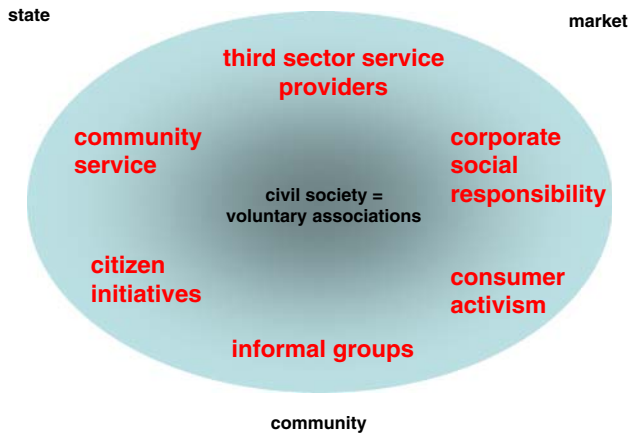 state
market
third sector service
providers
community
service
corporate
social
responsibility
civil society =
voluntary associations
citizen
initiatives
consumer
activism
informal groups
community